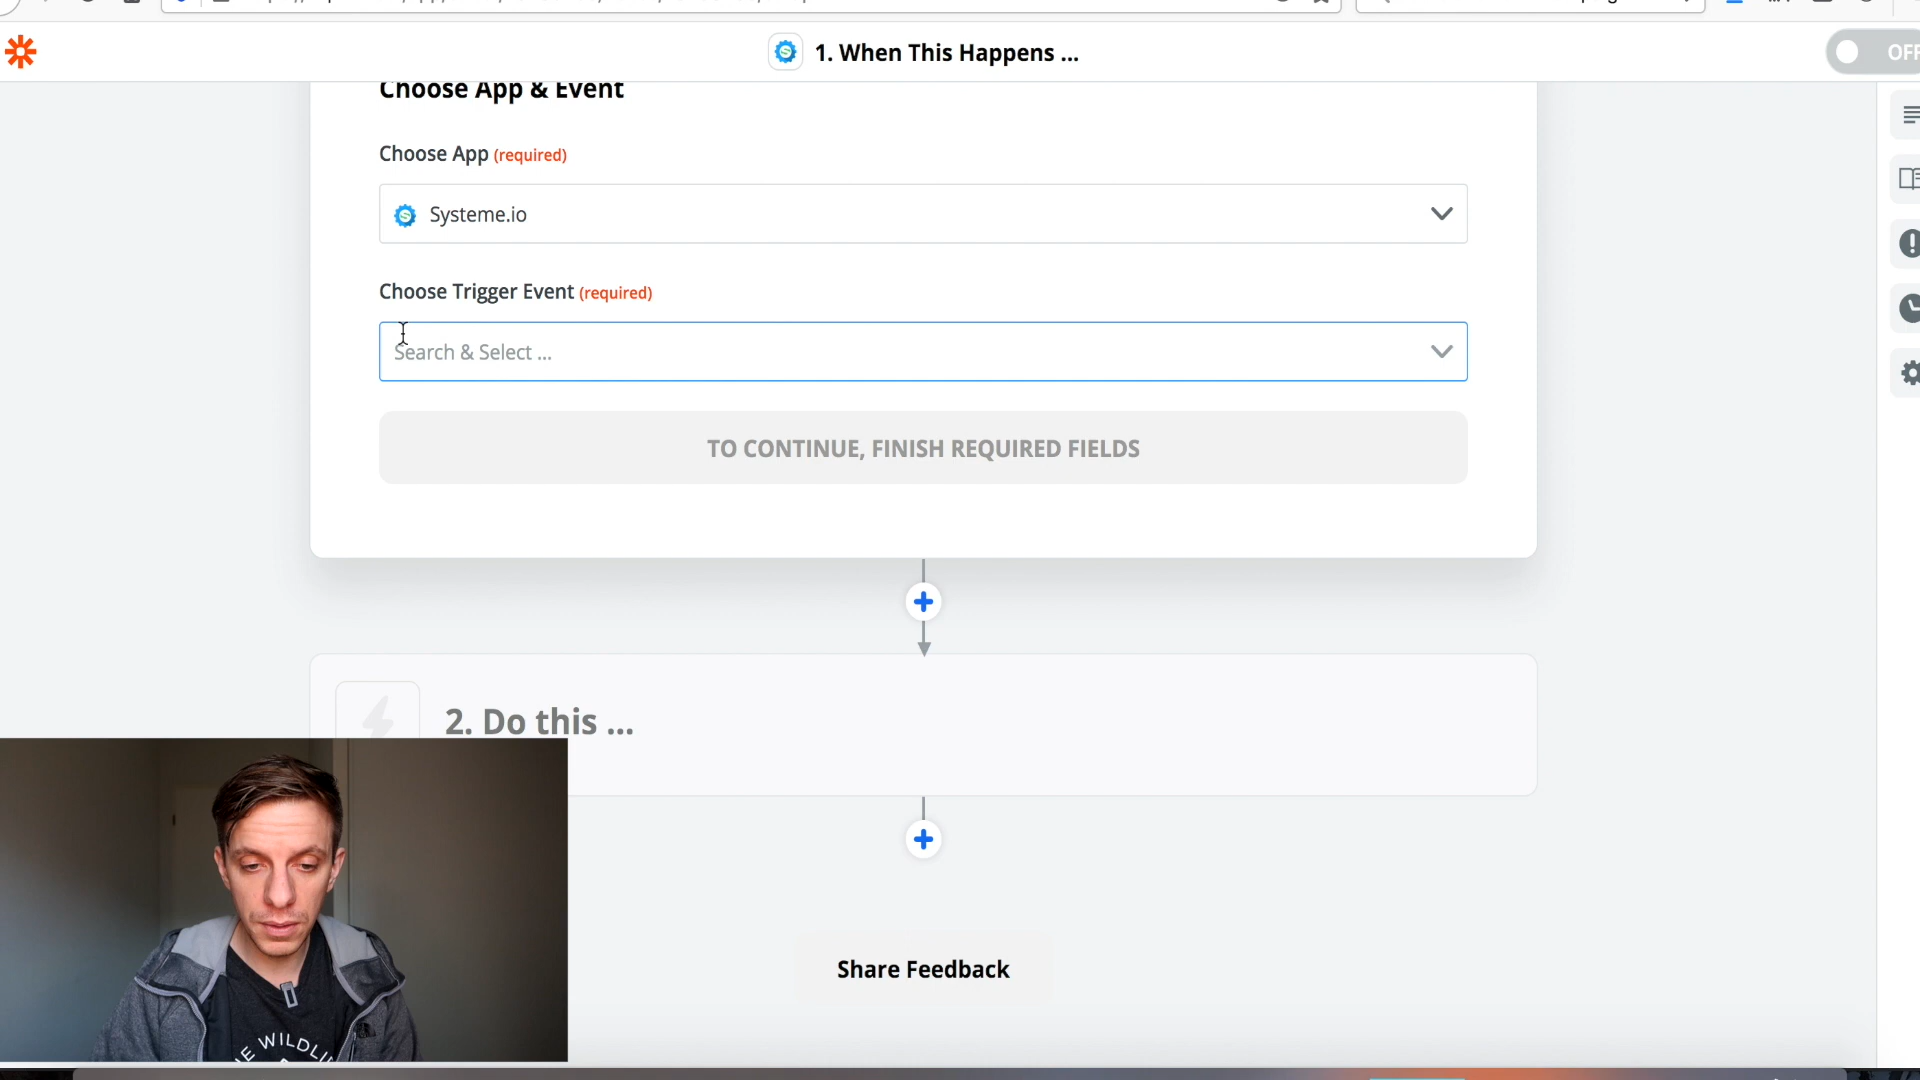 1. When This Happens ...
OFF
Choose App & Event
Choose App (required)
Systeme.io
Choose Trigger Event (required)
Search & Select ...
TO CONTINUE, FINISH REQUIRED FIELDS
2. Do this ...
Share Feedback
E WILDLI